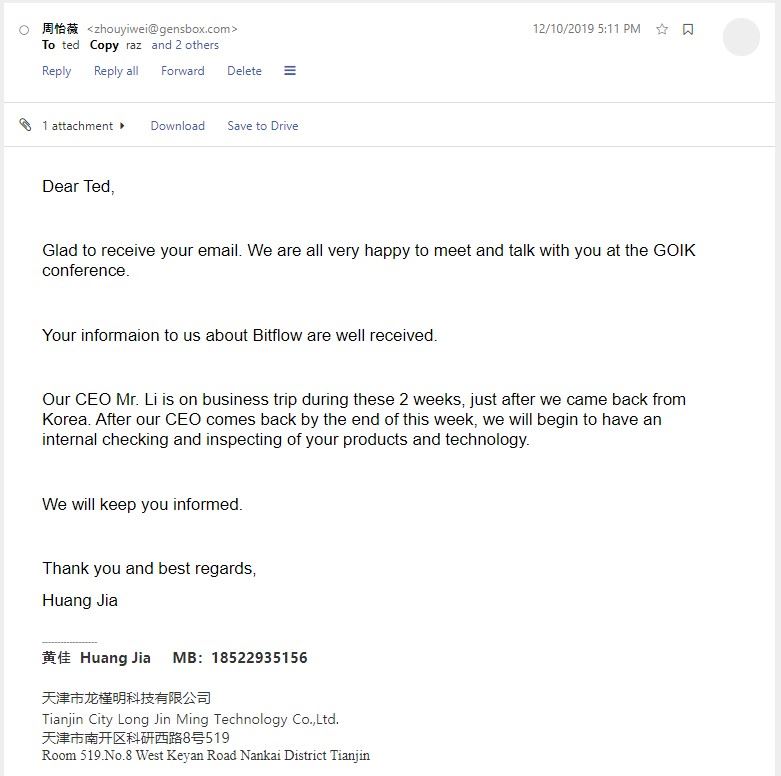 周怡薇 <zhouyiwei@gensbox.com>
12/10/2019 5:11 PM
To ted Copy raz and 2 others
Reply Reply all Forward Delete
1 attachment Download Save to Drive
Dear Ted,
Glad to receive your email. We are all very happy to meet and talk with you at the GOIK
conference.
Your informaion to us about Bitflow are well received.
Our CEO Mr. Li is on business trip during these 2 weeks, just after we came back from
Korea. After our CEO comes back by the end of this week, we will begin to have an
internal checking and inspecting of your products and technology.
We will keep you informed.
Thank you and best regards,
Huang Jia
黄佳 Huang Jia MB：18522935156
天津市龙槿明科技有限公司
Tianjin City Long Jin Ming Technology Co.,Ltd.
天津市南开区科研西路8号519
Room 519.No.8 West Keyan Road Nankai District Tianjin